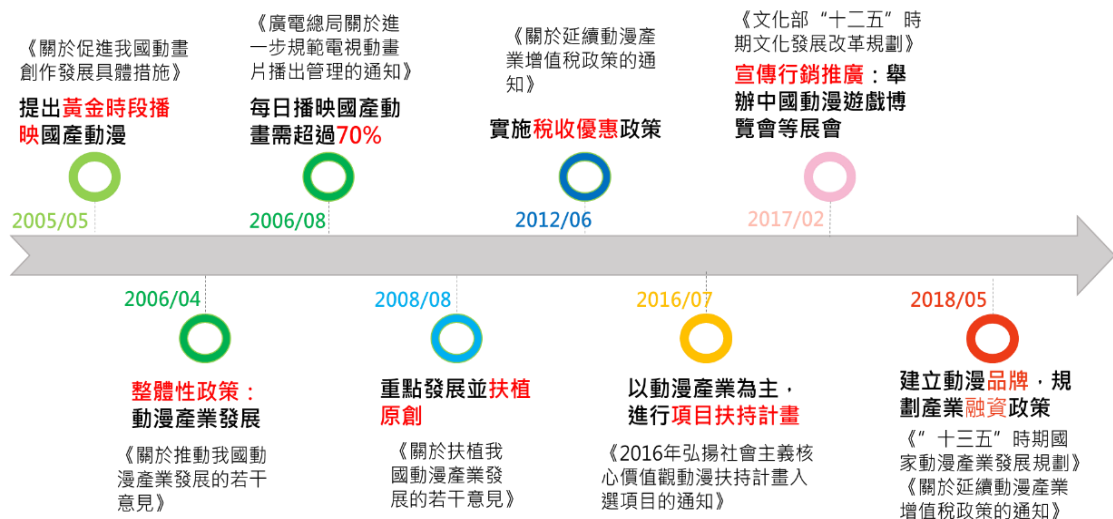 《關於促進我國動畫
創作發展具體措施》
提出黃金時段播
映國產動漫
2005/05
《廣電總局關於進
一步規範電視動畫
片播出管理的通知》
每日播映國產動
畫需超過70%
2006/08
《關於延續動漫產
業增值稅政策的通
知》
實施稅收優惠政策
2012/06
《文化部“十二五”時
期文化發展改革規劃》
宣傳行銷推廣：舉
辦中國動漫遊戲博
覽會等展會
2017/02
2006/04
整體性政策：
動漫產業發展
《關於推動我國動
漫產業發展的若干
意見》
2008/08
重點發展並扶植
原創
《關於扶植我
國動漫產業發
展的若干意見》
2016/07
以動漫產業為主，
進行項目扶持計畫
《2016年弘揚社會主義核
心價值觀動漫扶持計畫入
選項目的通知》
2018/05
建立動漫品牌，規
劃產業融資政策
《“十三五”時期國
家動漫產業發展規劃》
《關於延續動漫產業
增值稅政策的通知》